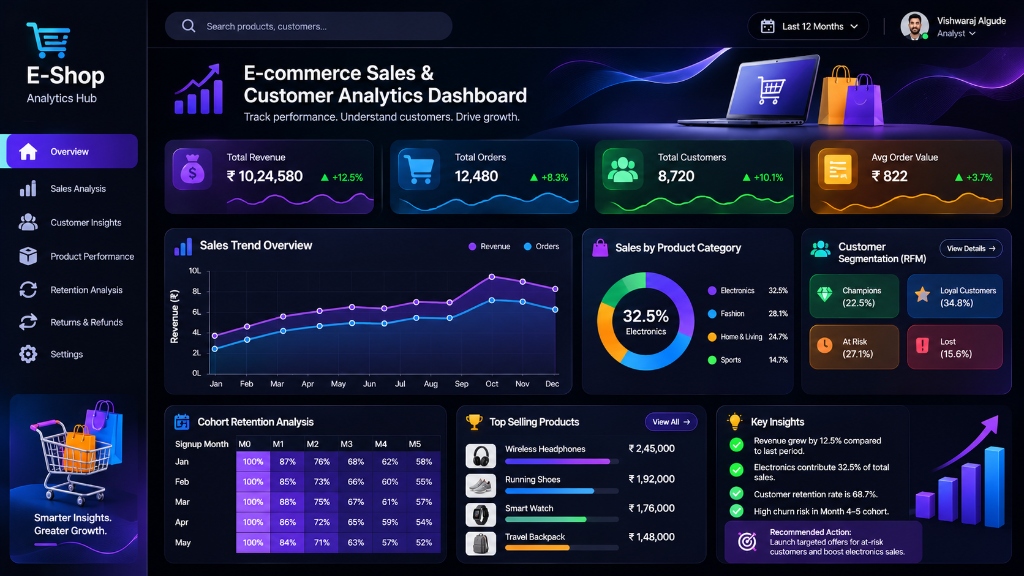 E-Shop
Analytics Hub
Search products, customers...
Last 12 Months
Vishwaraj Algude
Analyst
E-commerce Sales &
Customer Analytics Dashboard
Track performance. Understand customers. Drive growth.
Overview
Sales Analysis
Customer Insights
Product Performance
Retention Analysis
Returns & Refunds
Settings
Smarter Insights.
Greater Growth.
Total Revenue
₹ 10,24,580 ▲ +12.5%
Total Orders
12,480 ▲ +8.3%
Total Customers
8,720 ▲ +10.1%
Avg Order Value
₹ 822 ▲ +3.7%
Sales Trend Overview
Revenue Orders
Revenue (₹)
10L
8L
6L
4L
2L
0L
Jan Feb Mar Apr May Jun Jul Aug Sep Oct Nov Dec
Sales by Product Category
32.5%
Electronics
Electronics 32.5%
Fashion 28.1%
Home & Living 24.7%
Sports 14.7%
Customer
Segmentation (RFM)
View Details →
Champions
(22.5%)
Loyal Customers
(34.8%)
At Risk
(27.1%)
Lost
(15.6%)
Cohort Retention Analysis
Signup Month M0 M1 M2 M3 M4 M5
Jan 100% 87% 76% 68% 62% 58%
Feb 100% 85% 73% 66% 60% 55%
Mar 100% 88% 75% 67% 61% 57%
Apr 100% 86% 72% 65% 59% 54%
May 100% 84% 71% 63% 57% 52%
Top Selling Products
View All →
Wireless Headphones ₹ 2,45,000
Running Shoes ₹ 1,92,000
Smart Watch ₹ 1,76,000
Travel Backpack ₹ 1,48,000
Key Insights
Revenue grew by 12.5% compared
to last period.
Electronics contribute 32.5% of total
sales.
Customer retention rate is 68.7%.
High churn risk in Month 4–5 cohort.
Recommended Action:
Launch targeted offers for at-risk
customers and boost electronics sales.